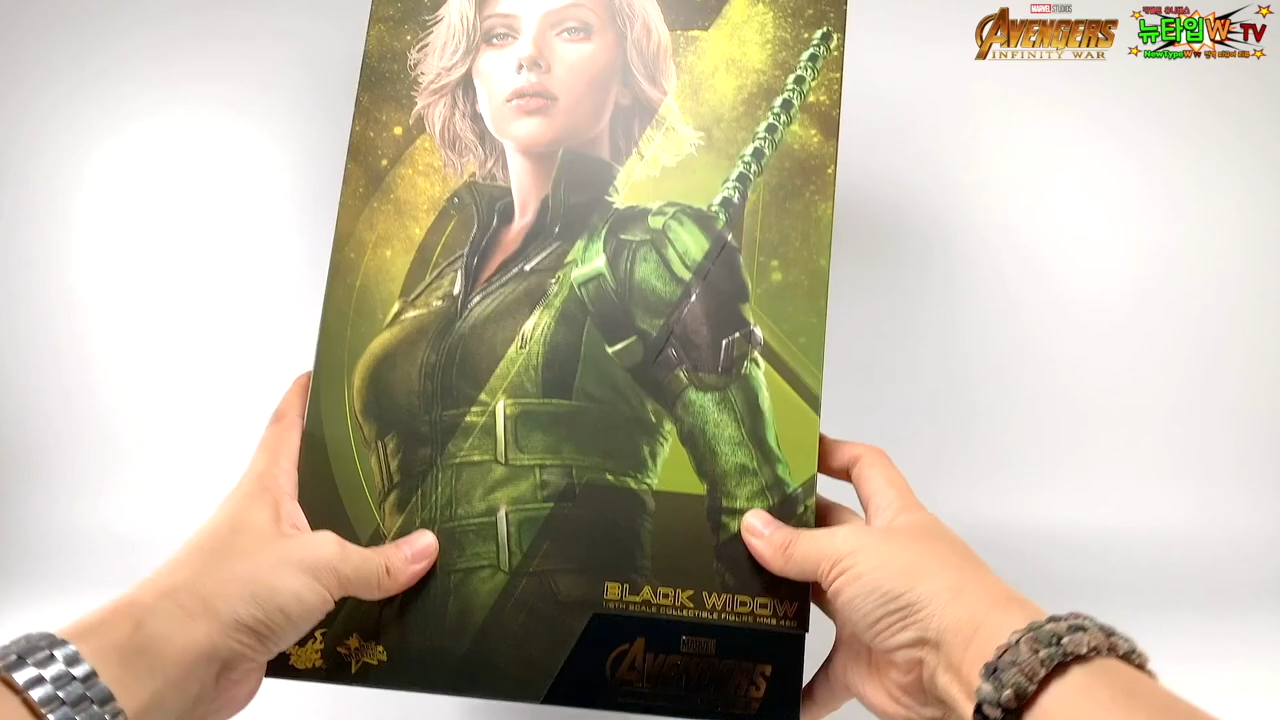 MARVEL STUDIOS
AVENGERS
INFINITY WAR
뉴타입W TV
NewTypeW TV
BLACK WIDOW
1/6TH SCALE COLLECTIBLE FIGURE MMS 460
MARVEL
AVENGERS